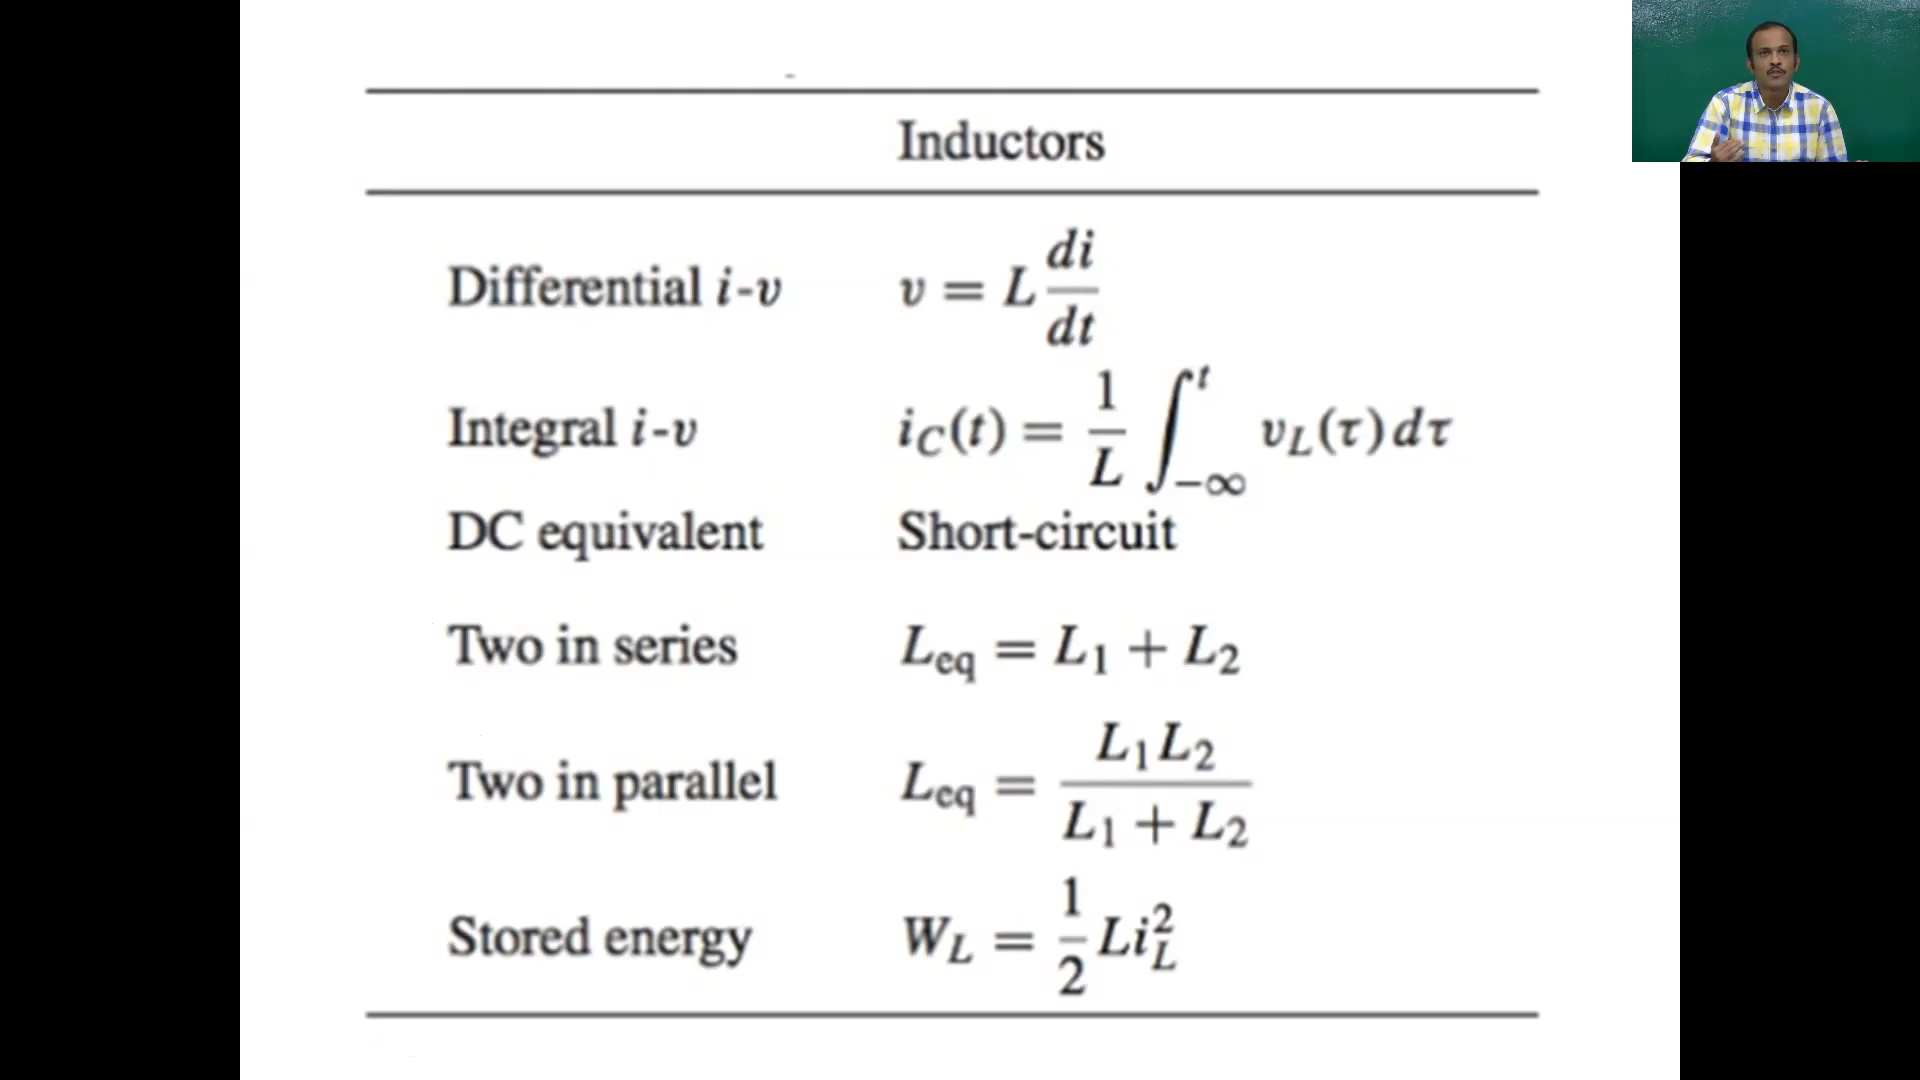 Inductors
Differential i-v v = L di/dt
Integral i-v i_C(t) = 1/L ∫_{-∞}^{t} v_L(τ) dτ
DC equivalent Short-circuit
Two in series L_eq = L_1 + L_2
Two in parallel L_eq = L_1 L_2 / L_1 + L_2
Stored energy W_L = 1/2 L i_L^2